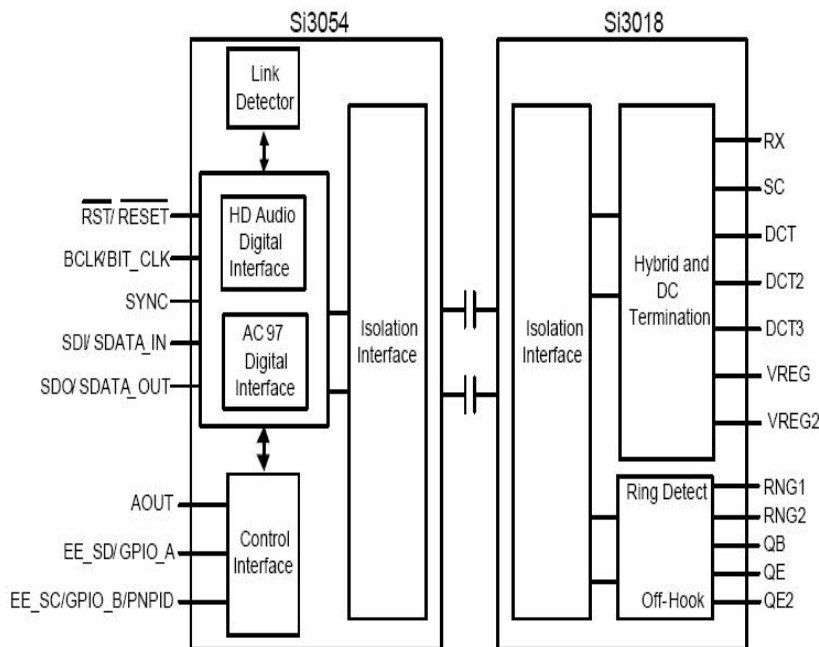 Si3054
Si3018
Link
Detector
RST/ RESET
BCLK/BIT_CLK
SYNC
SDI/ SDATA_IN
SDO/ SDATA_OUT
HD Audio
Digital
Interface
AC 97
Digital
Interface
Isolation
Interface
AOUT
EE_SD/ GPIO_A
EE_SC/GPIO_B/PNPID
Control
Interface
Isolation
Interface
Hybrid and
DC
Termination
RX
SC
DCT
DCT2
DCT3
VREG
VREG2
Ring Detect
Off-Hook
RNG1
RNG2
QB
QE
QE2